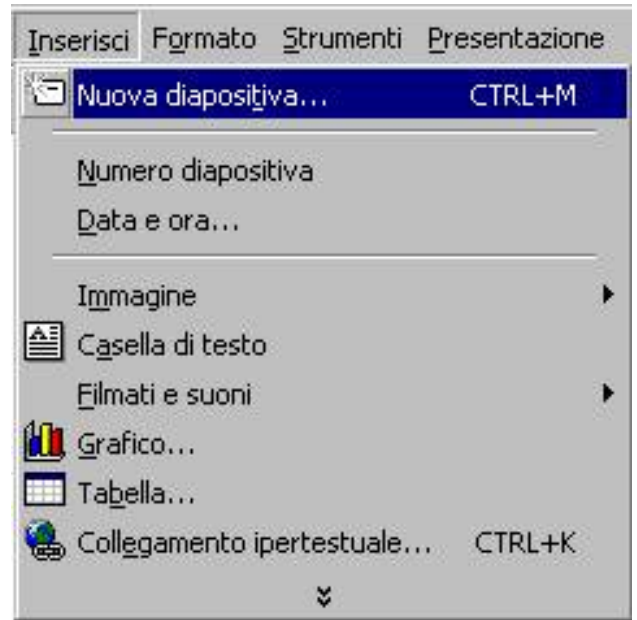 Inserisci Formato Strumenti Presentazione
Nuova diapositiva... CTRL+M
Numero diapositiva
Data e ora...
Immagine
Casella di testo
Filmati e suoni
Grafico...
Tabella...
Collegamento ipertestuale... CTRL+K